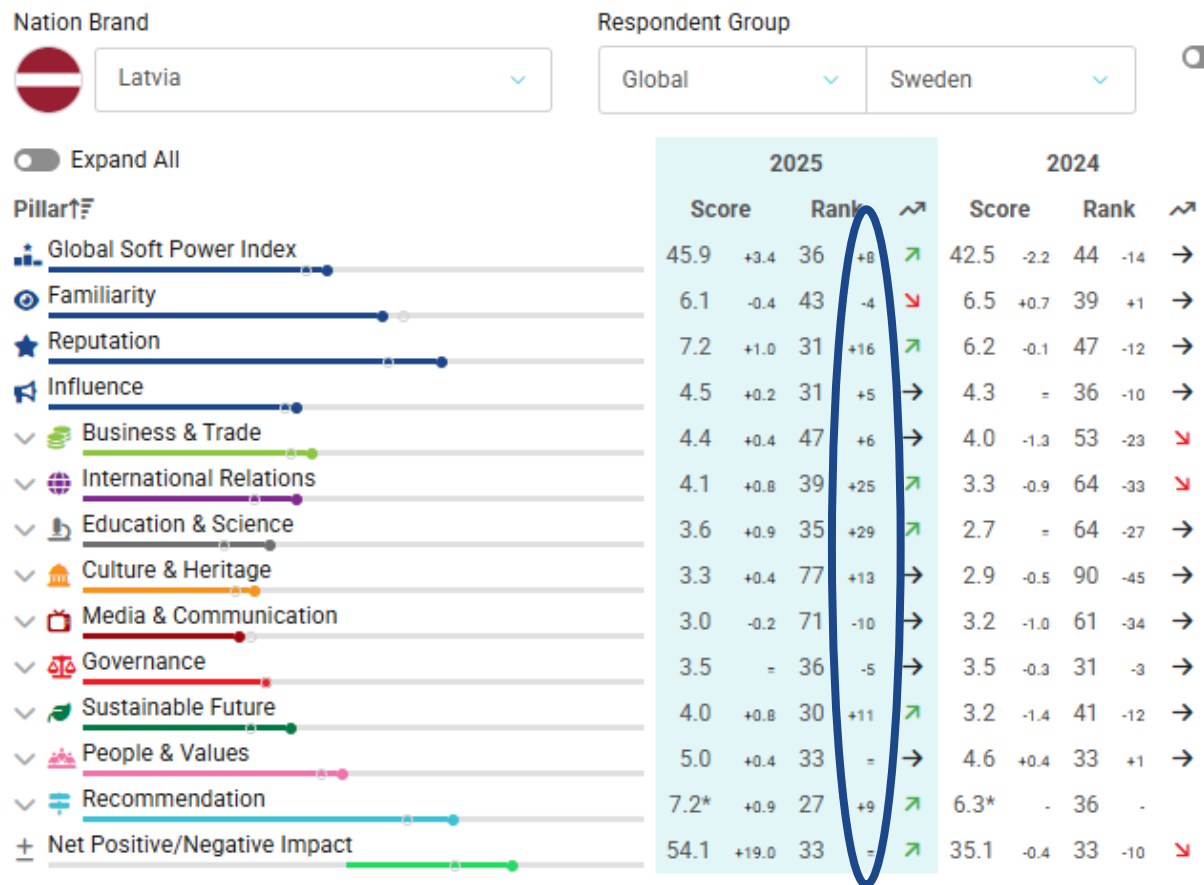 Nation Brand Respondent Group
Latvia Global Sweden
Expand All 2025 2024
Pillar Score Rank Score Rank
Global Soft Power Index 45.9 +3.4 36 +8 42.5 -2.2 44 -14
Familiarity 6.1 -0.4 43 -4 6.5 +0.7 39 +1
Reputation 7.2 +1.0 31 +16 6.2 -0.1 47 -12
Influence 4.5 +0.2 31 +5 4.3 = 36 -10
Business & Trade 4.4 +0.4 47 +6 4.0 -1.3 53 -23
International Relations 4.1 +0.8 39 +25 3.3 -0.9 64 -33
Education & Science 3.6 +0.9 35 +29 2.7 = 64 -27
Culture & Heritage 3.3 +0.4 77 +13 2.9 -0.5 90 -45
Media & Communication 3.0 -0.2 71 -10 3.2 -1.0 61 -34
Governance 3.5 = 36 -5 3.5 -0.3 31 -3
Sustainable Future 4.0 +0.8 30 +11 3.2 -1.4 41 -12
People & Values 5.0 +0.4 33 = 4.6 +0.4 33 +1
Recommendation 7.2* +0.9 27 +9 6.3* - 36 -
Net Positive/Negative Impact 54.1 +19.0 33 = 35.1 -0.4 33 -10